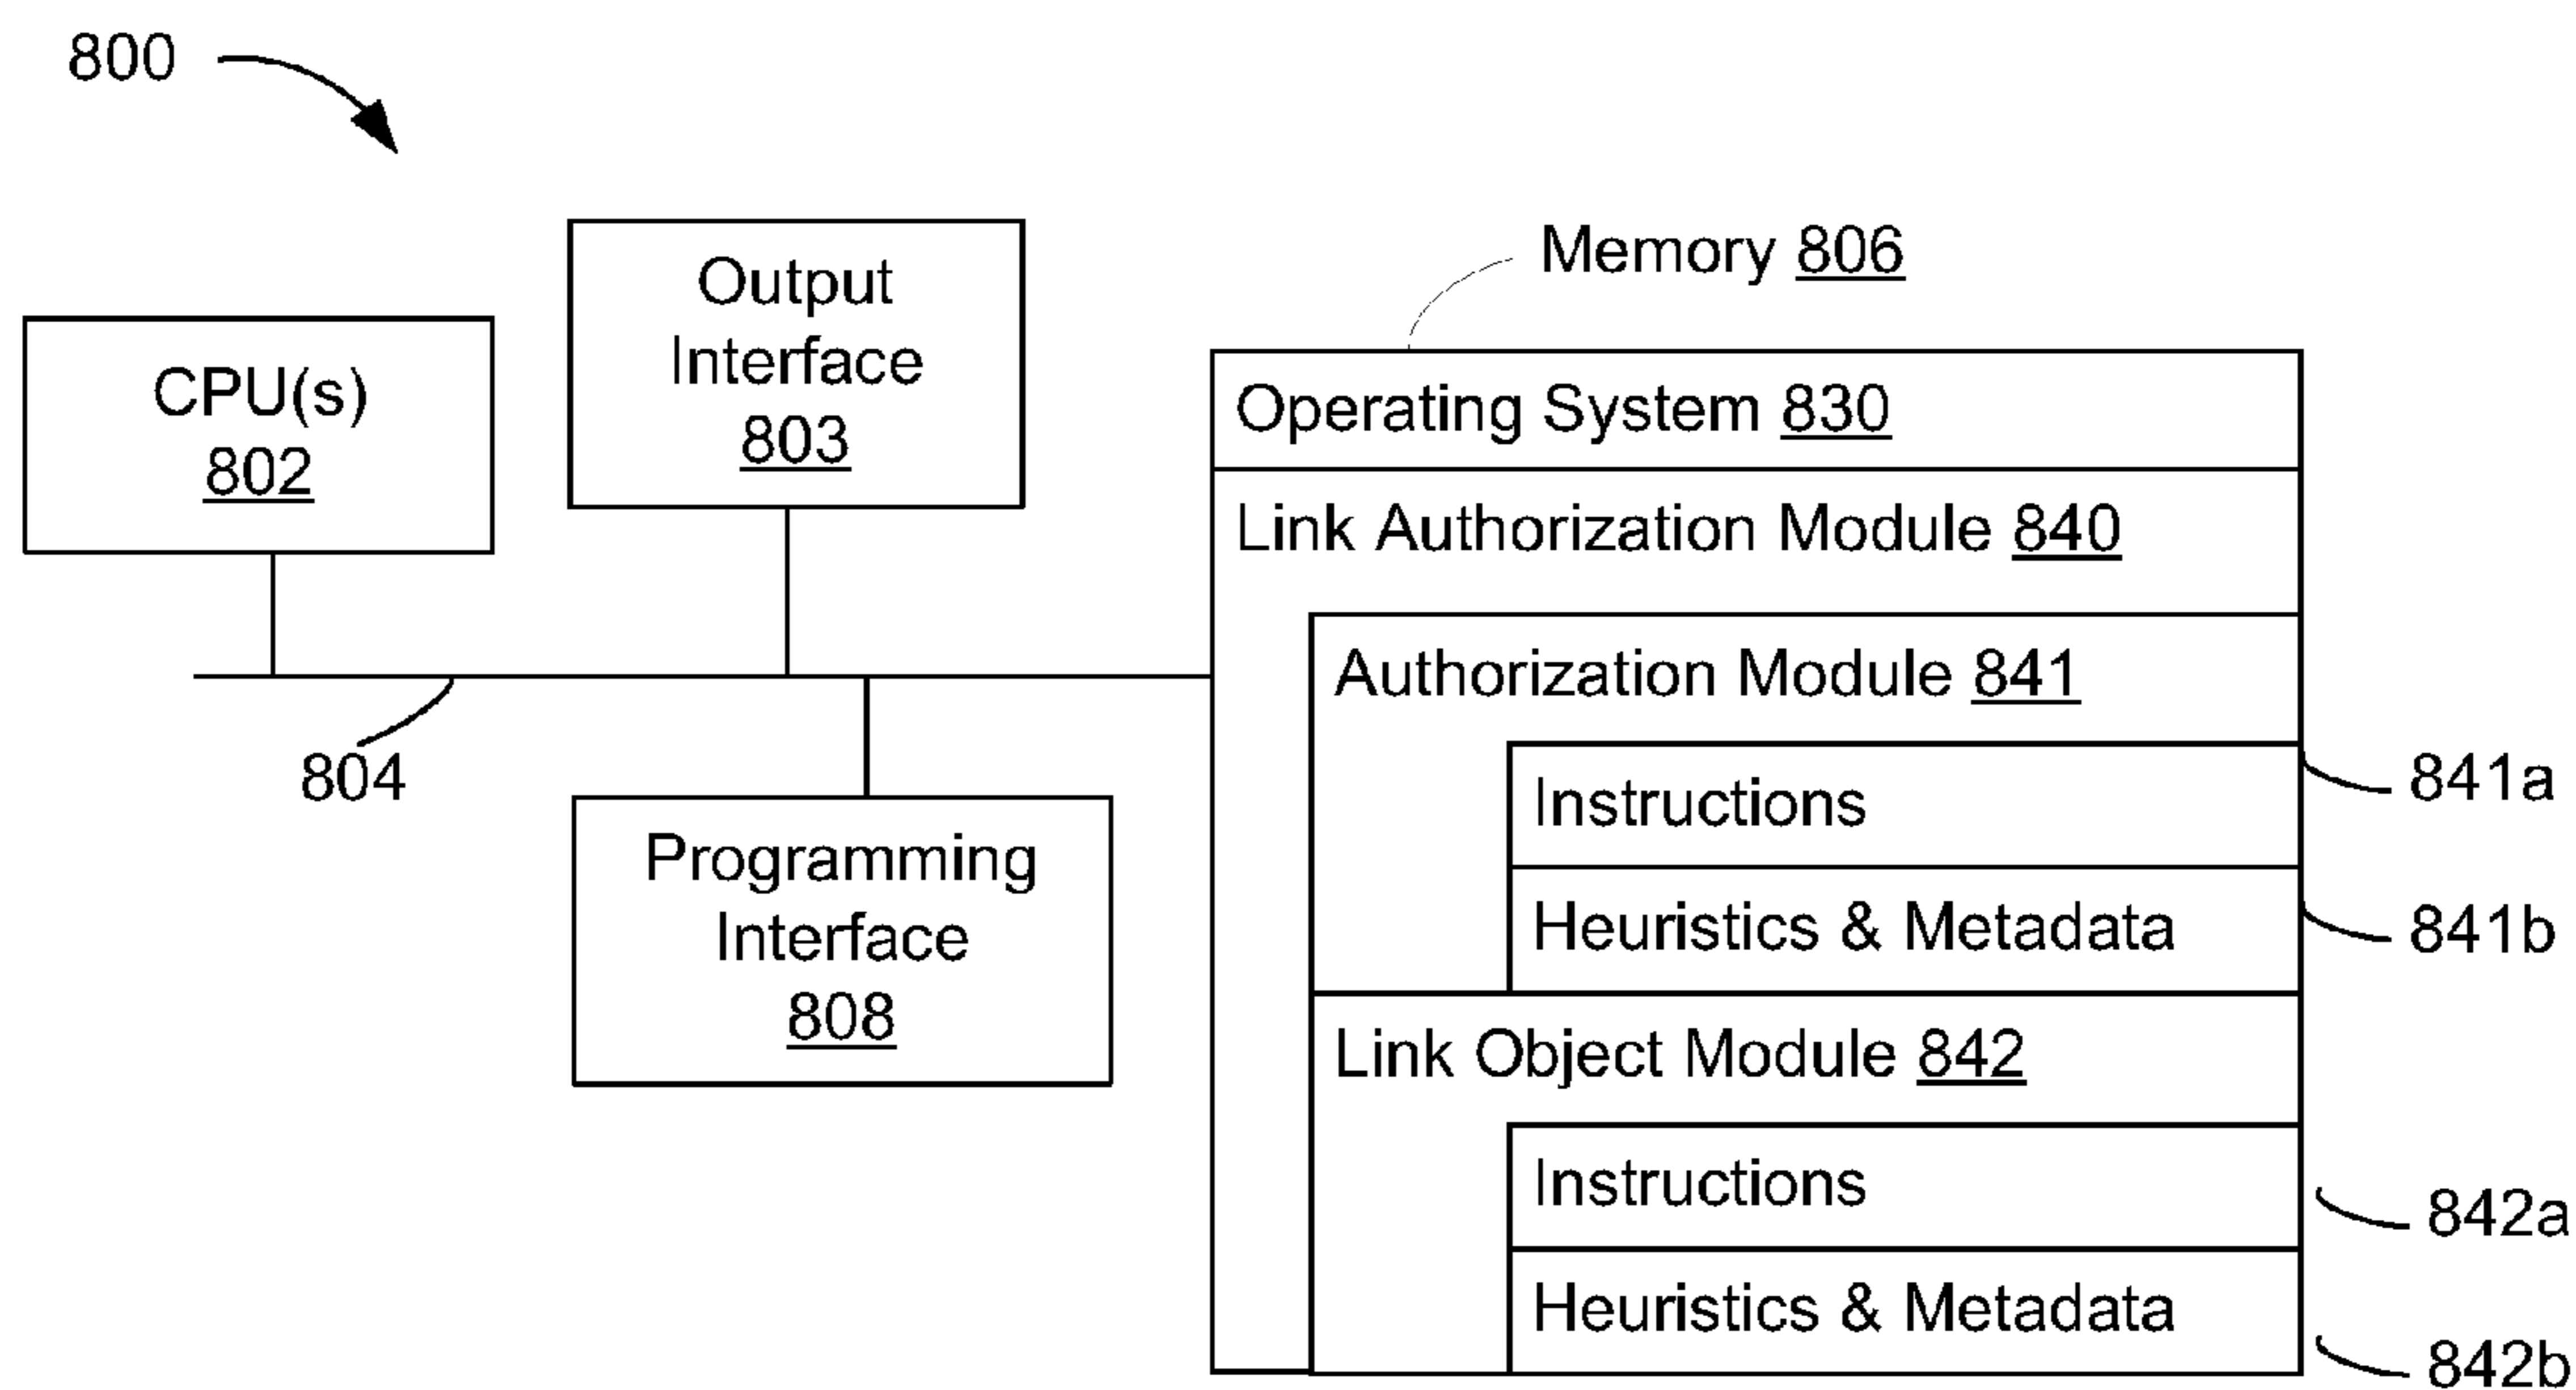 800
CPU(s)
802
Output
Interface
803
804
Programming
Interface
808
Memory 806
Operating System 830
Link Authorization Module 840
Authorization Module 841
Instructions
841a
Heuristics & Metadata
841b
Link Object Module 842
Instructions
842a
Heuristics & Metadata
842b